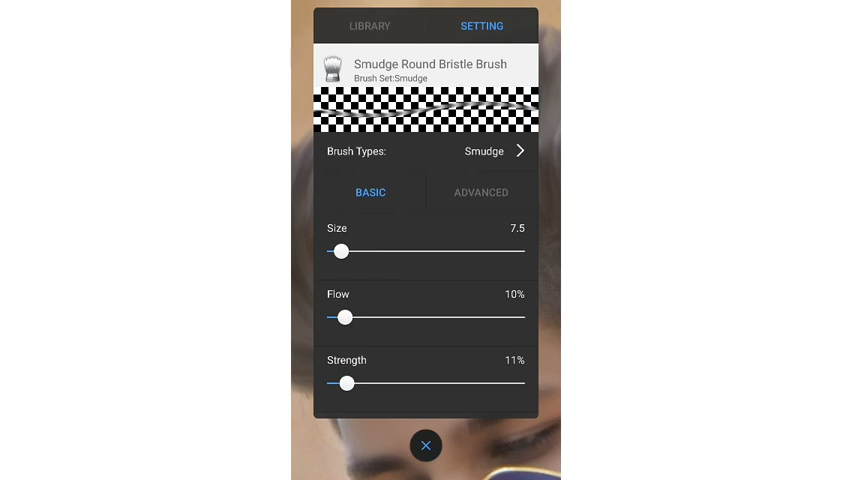 LIBRARY SETTING
Smudge Round Bristle Brush
Brush Set:Smudge
Brush Types: Smudge
BASIC ADVANCED
Size 7.5
Flow 10%
Strength 11%